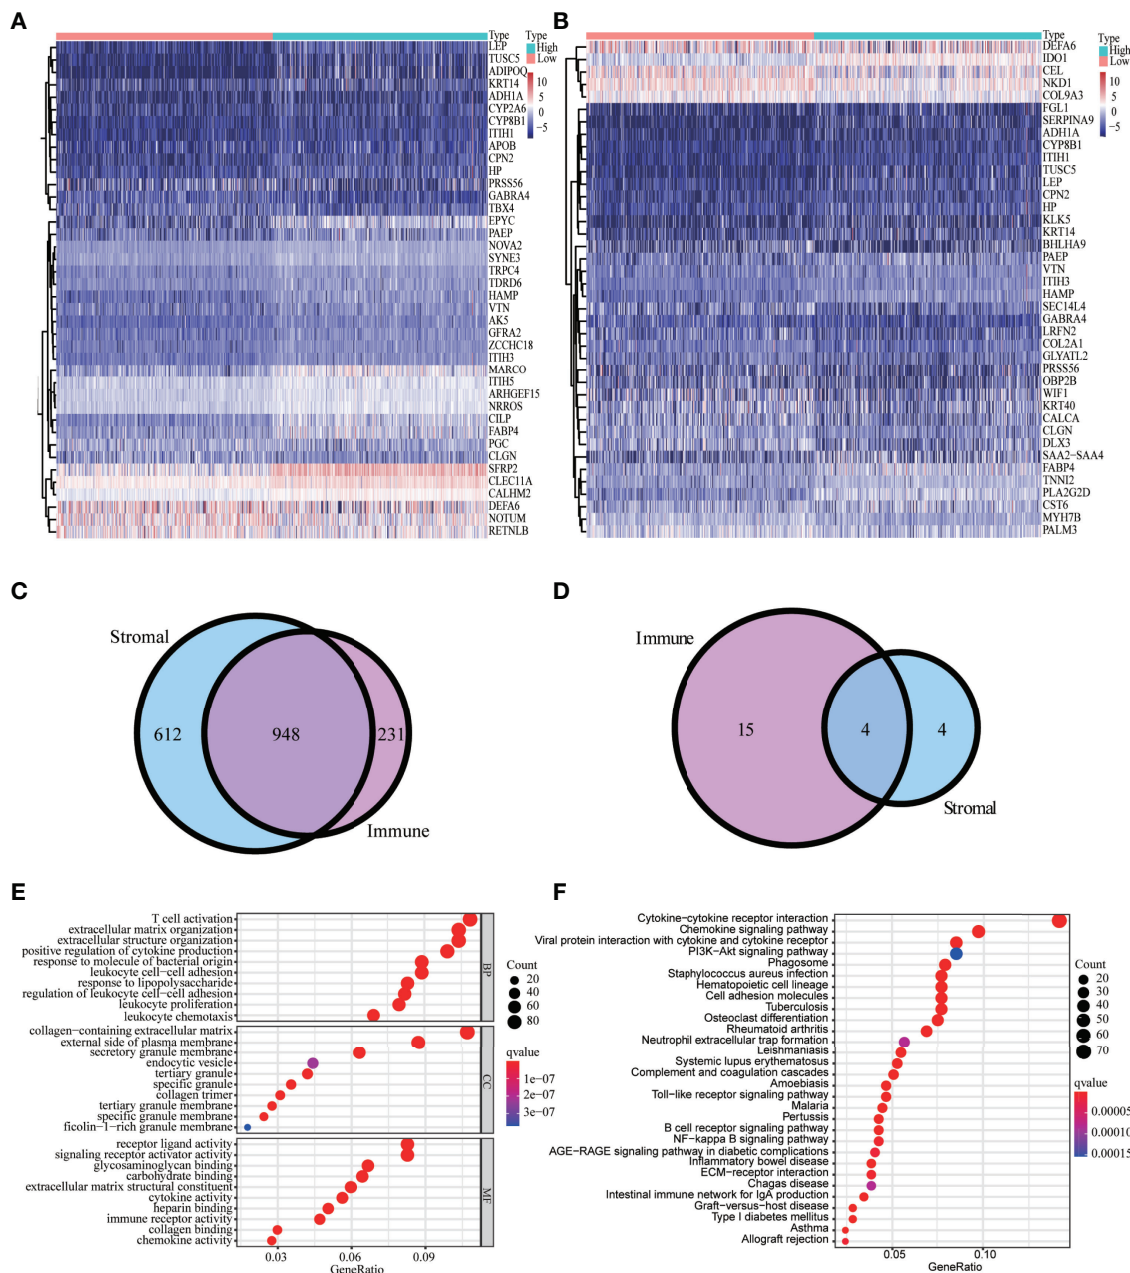 A
Type
LEP
TUSC5
ADIPOQ
KRT14
ADH1A
CYP2A6
CYP8B1
ITIH1
APOB
CPN2
HP
PRSS56
GABRA4
TBX4
EPYC
PAEP
NOVA2
SYNE3
TRPC4
TDRD6
HAMP
VTN
AK5
GFRA2
ZCCHC18
ITIH3
MARCO
ITIH5
ARHGEF15
NRROS
CILP
FABP4
PGC
CLGN
SFRP2
CLEC11A
CALHM2
DEFA6
NOTUM
RETNLB
Type
High
Low
10
5
0
−5
B
Type
DEFA6
IDO1
CEL
NKD1
COL9A3
FGL1
SERPINA9
ADH1A
CYP8B1
ITIH1
TUSC5
LEP
CPN2
HP
KLK5
KRT14
BHLHA9
PAEP
VTN
ITIH3
HAMP
SEC14L4
GABRA4
LRFN2
COL2A1
GLYATL2
PRSS56
OBP2B
WIF1
KRT40
CALCA
CLGN
DLX3
SAA2−SAA4
FABP4
TNNI2
PLA2G2D
CST6
MYH7B
PALM3
Type
High
Low
10
5
0
−5
C
Stromal
612
948
231
Immune
D
Immune
15
4
4
Stromal
E
T cell activation
extracellular matrix organization
extracellular structure organization
positive regulation of cytokine production
response to molecule of bacterial origin
leukocyte cell−cell adhesion
response to lipopolysaccharide
regulation of leukocyte cell−cell adhesion
leukocyte proliferation
leukocyte chemotaxis
BP
collagen−containing extracellular matrix
external side of plasma membrane
secretory granule membrane
endocytic vesicle
tertiary granule
specific granule
collagen trimer
tertiary granule membrane
specific granule membrane
ficolin−1−rich granule membrane
CC
receptor ligand activity
signaling receptor activator activity
glycosaminoglycan binding
carbohydrate binding
extracellular matrix structural constituent
cytokine activity
heparin binding
immune receptor activity
collagen binding
chemokine activity
MF
0.03 0.06 0.09
GeneRatio
Count
20
40
60
80
qvalue
1e−07
2e−07
3e−07
F
Cytokine−cytokine receptor interaction
Chemokine signaling pathway
Viral protein interaction with cytokine and cytokine receptor
PI3K−Akt signaling pathway
Phagosome
Staphylococcus aureus infection
Hematopoietic cell lineage
Cell adhesion molecules
Tuberculosis
Osteoclast differentiation
Rheumatoid arthritis
Neutrophil extracellular trap formation
Leishmaniasis
Systemic lupus erythematosus
Complement and coagulation cascades
Amoebiasis
Toll−like receptor signaling pathway
Malaria
Pertussis
B cell receptor signaling pathway
NF−kappa B signaling pathway
AGE−RAGE signaling pathway in diabetic complications
Inflammatory bowel disease
ECM−receptor interaction
Chagas disease
Intestinal immune network for IgA production
Graft−versus−host disease
Type I diabetes mellitus
Asthma
Allograft rejection
0.05 0.10
GeneRatio
Count
20
30
40
50
60
70
qvalue
0.00005
0.00010
0.00015